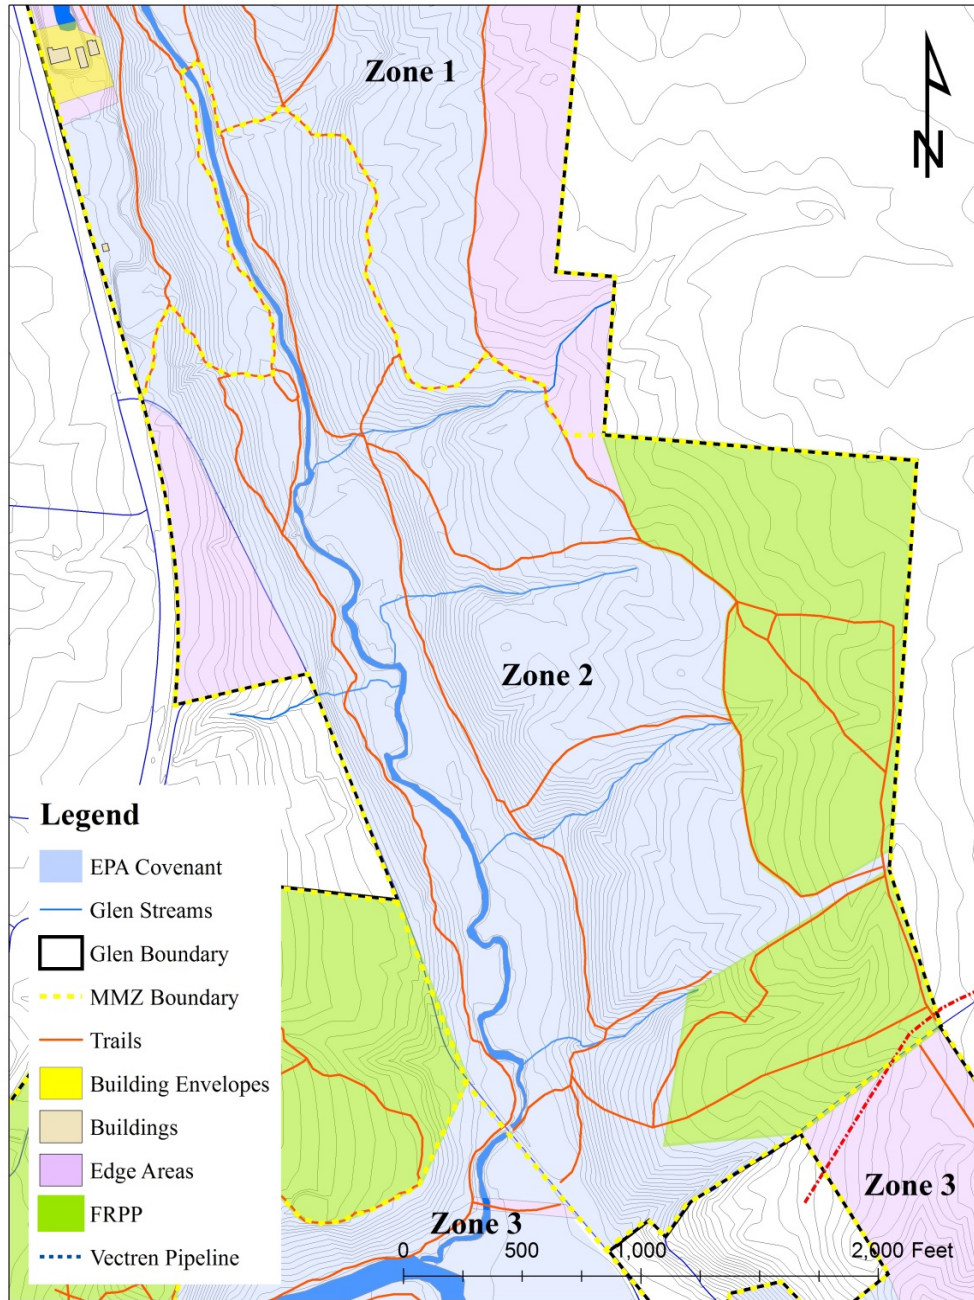 Zone 1
N
Zone 2
Legend
EPA Covenant
Glen Streams
Glen Boundary
MMZ Boundary
Trails
Building Envelopes
Buildings
Edge Areas
FRPP
Vectren Pipeline
Zone 3
Zone 3
0 500 1,000 2,000 Feet